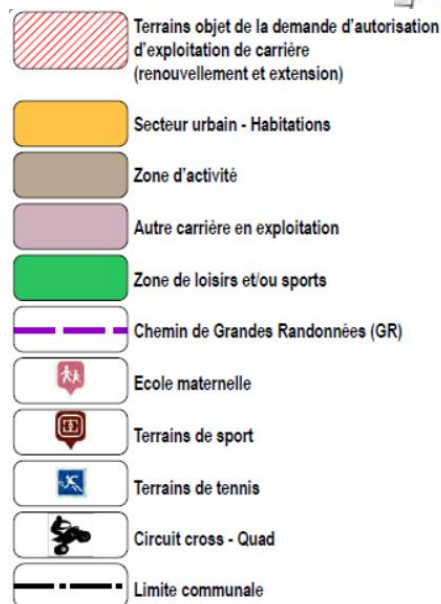 Terrains objet de la demande d'autorisation
d'exploitation de carrière
(renouvellement et extension)
Secteur urbain - Habitations
Zone d'activité
Autre carrière en exploitation
Zone de loisirs et/ou sports
Chemin de Grandes Randonnées (GR)
Ecole maternelle
Terrains de sport
Terrains de tennis
Circuit cross - Quad
Limite communale